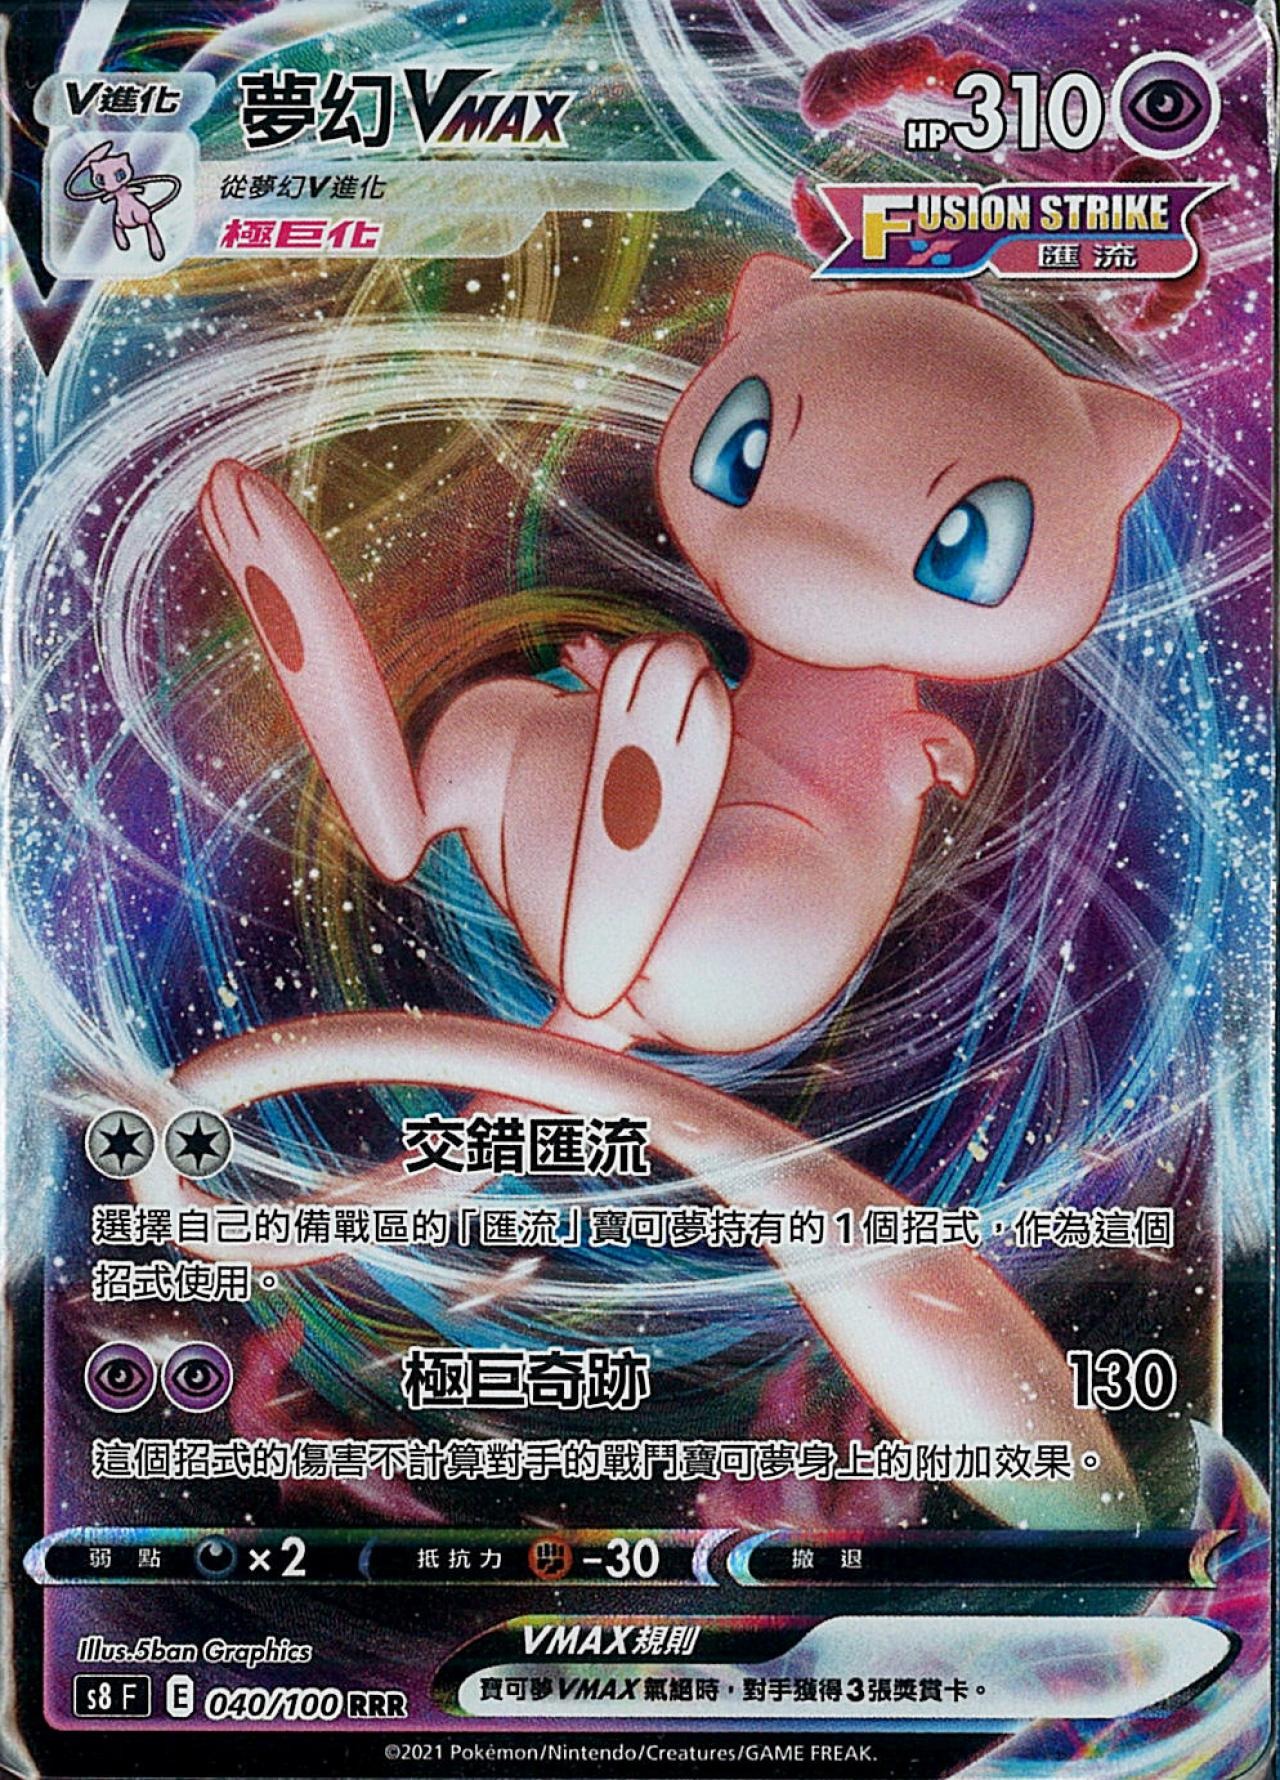 V進化
夢幻VMAX
HP310
從夢幻V進化
極巨化
FUSION STRIKE
匯流
交錯匯流
選擇自己的備戰區的「匯流」寶可夢持有的1個招式，作為這個
招式使用。
極巨奇跡 130
這個招式的傷害不計算對手的戰鬥寶可夢身上的附加效果。
弱點 ×2 抵抗力 -30 撤退
Illus.5ban Graphics
VMAX規則
寶可夢VMAX氣絕時，對手獲得3張獎賞卡。
s8 F E 040/100 RRR
©2021 Pokémon/Nintendo/Creatures/GAME FREAK.